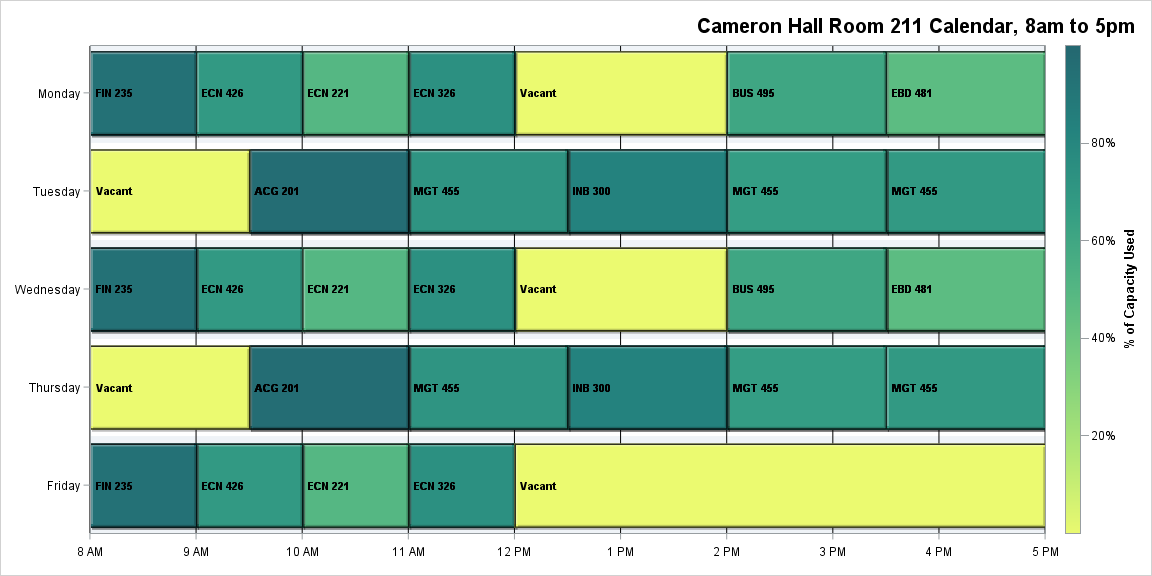 Cameron Hall Room 211 Calendar, 8am to 5pm
Monday
FIN 235
ECN 426
ECN 221
ECN 326
Vacant
BUS 495
EBD 481
Tuesday
Vacant
ACG 201
MGT 455
INB 300
MGT 455
MGT 455
Wednesday
FIN 235
ECN 426
ECN 221
ECN 326
Vacant
BUS 495
EBD 481
Thursday
Vacant
ACG 201
MGT 455
INB 300
MGT 455
MGT 455
Friday
FIN 235
ECN 426
ECN 221
ECN 326
Vacant
8 AM
9 AM
10 AM
11 AM
12 PM
1 PM
2 PM
3 PM
4 PM
5 PM
80%
60%
40%
20%
% of Capacity Used